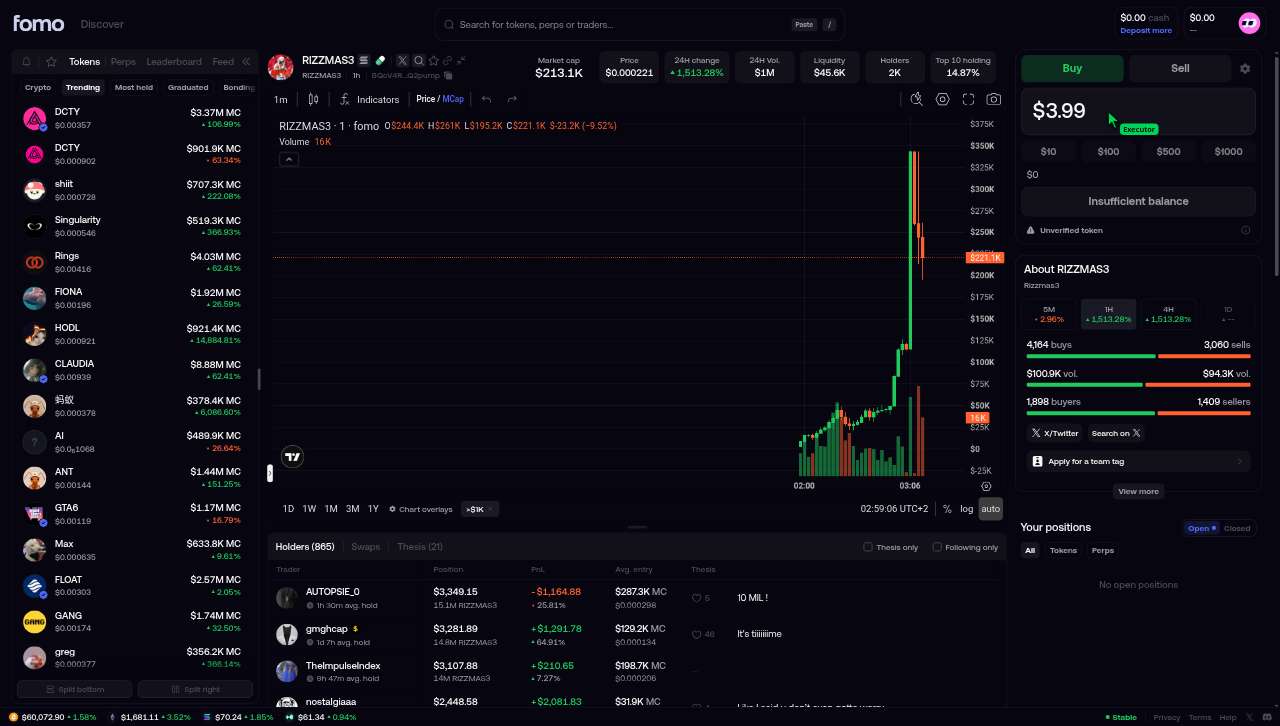 fomo
Discover
Search for tokens, perps or traders...
Paste
/
$0.00 cash
Deposit more
$0.00
Tokens Perps Leaderboard Feed
Crypto Trending Most held Graduated Bonding
DCTY $3.37M MC
$0.00357 106.99%
DCTY $901.9K MC
$0.000902 63.34%
shiit $707.3K MC
$0.000728 222.08%
Singularity $519.3K MC
$0.000546 366.93%
Rings $4.03M MC
$0.00416 62.41%
FIONA $1.92M MC
$0.00196 26.59%
HODL $921.4K MC
$0.000921 14,884.81%
CLAUDIA $8.88M MC
$0.00939 62.41%
蚂蚁 $378.4K MC
$0.000378 6,086.60%
AI $489.9K MC
$0.0₅1068 26.64%
ANT $1.44M MC
$0.00144 151.25%
GTA6 $1.17M MC
$0.00119 16.79%
Max $633.8K MC
$0.000635 9.61%
FLOAT $2.57M MC
$0.00303 2.05%
GANG $1.74M MC
$0.00174 32.50%
greg $356.2K MC
$0.000377 366.14%
Split bottom Split right
RIZZMAS3
RIZZMAS3 1h 8QcV4R...Q2pump
Market cap
$213.1K
Price
$0.000221
24H change
1,513.28%
24H Vol.
$1M
Liquidity
$45.6K
Holders
2K
Top 10 holding
14.87%
1m Indicators Price / MCap
RIZZMAS3 · 1 · fomo O$244.4K H$261K L$195.2K C$221.1K $-23.2K (−9.52%)
Volume 16K
$375K
$350K
$325K
$300K
$275K
$250K
$221.1K
$200K
$175K
$150K
$125K
$100K
$75K
$50K
16K
$25K
$0
$-25K
02:00 03:06
1D 1W 1M 3M 1Y Chart overlays >$1K
02:59:06 UTC+2 % log auto
Holders (865) Swaps Thesis (21)
Thesis only Following only
Trader Position PnL Avg. entry Thesis
AUTOPSIE_0 $3,349.15 -$1,164.88 $287.3K MC 5 10 MIL !
1h 30m avg. hold 15.1M RIZZMAS3 25.81% $0.000298
gmghcap $ $3,281.89 +$1,291.78 $129.2K MC 46 It's tiiiiiiime
1d 7h avg. hold 14.8M RIZZMAS3 64.91% $0.000134
TheImpulseIndex $3,107.88 +$210.65 $198.7K MC
9h 47m avg. hold 14M RIZZMAS3 7.27% $0.000206
nostalgiaaa $2,448.58 +$2,081.83 $31.9K MC
Buy Sell
$3.99
Executor
$10 $100 $500 $1000
$0
Insufficient balance
Unverified token
About RIZZMAS3
Rizzmas3
5M
2.96%
1H
1,513.28%
4H
1,513.28%
1D
--
4,164 buys 3,060 sells
$100.9K vol. $94.3K vol.
1,898 buyers 1,409 sellers
X/Twitter Search on X
Apply for a team tag
View more
Your positions Open Closed
All Tokens Perps
No open positions
$60,072.90 1.58% $1,681.11 3.52% $70.24 1.85% $61.34 0.94%
Stable Privacy Terms Help